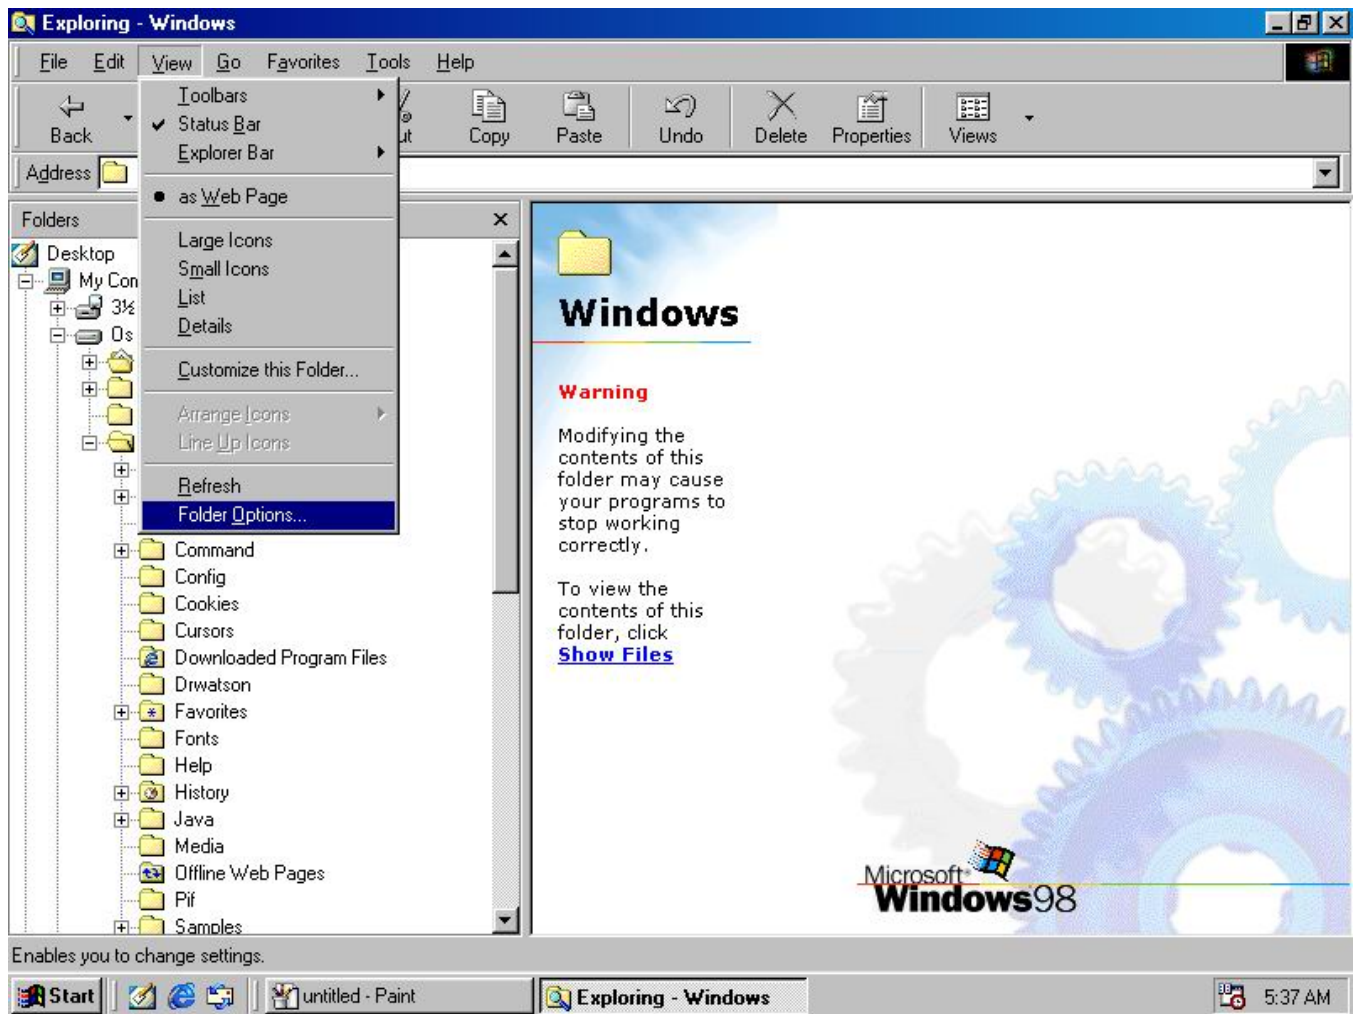 Exploring - Windows
File Edit View Go Favorites Tools Help
Back Copy Paste Undo Delete Properties Views
Address
Toolbars
Status Bar
Explorer Bar
as Web Page
Large Icons
Small Icons
List
Details
Customize this Folder...
Arrange Icons
Line Up Icons
Refresh
Folder Options...
Folders
Desktop
My Com
3½
Os
Command
Config
Cookies
Cursors
Downloaded Program Files
Drwatson
Favorites
Fonts
Help
History
Java
Media
Offline Web Pages
Pif
Samples
Windows
Warning
Modifying the
contents of this
folder may cause
your programs to
stop working
correctly.
To view the
contents of this
folder, click
Show Files
Microsoft
Windows98
Enables you to change settings.
Start untitled - Paint Exploring - Windows 5:37 AM